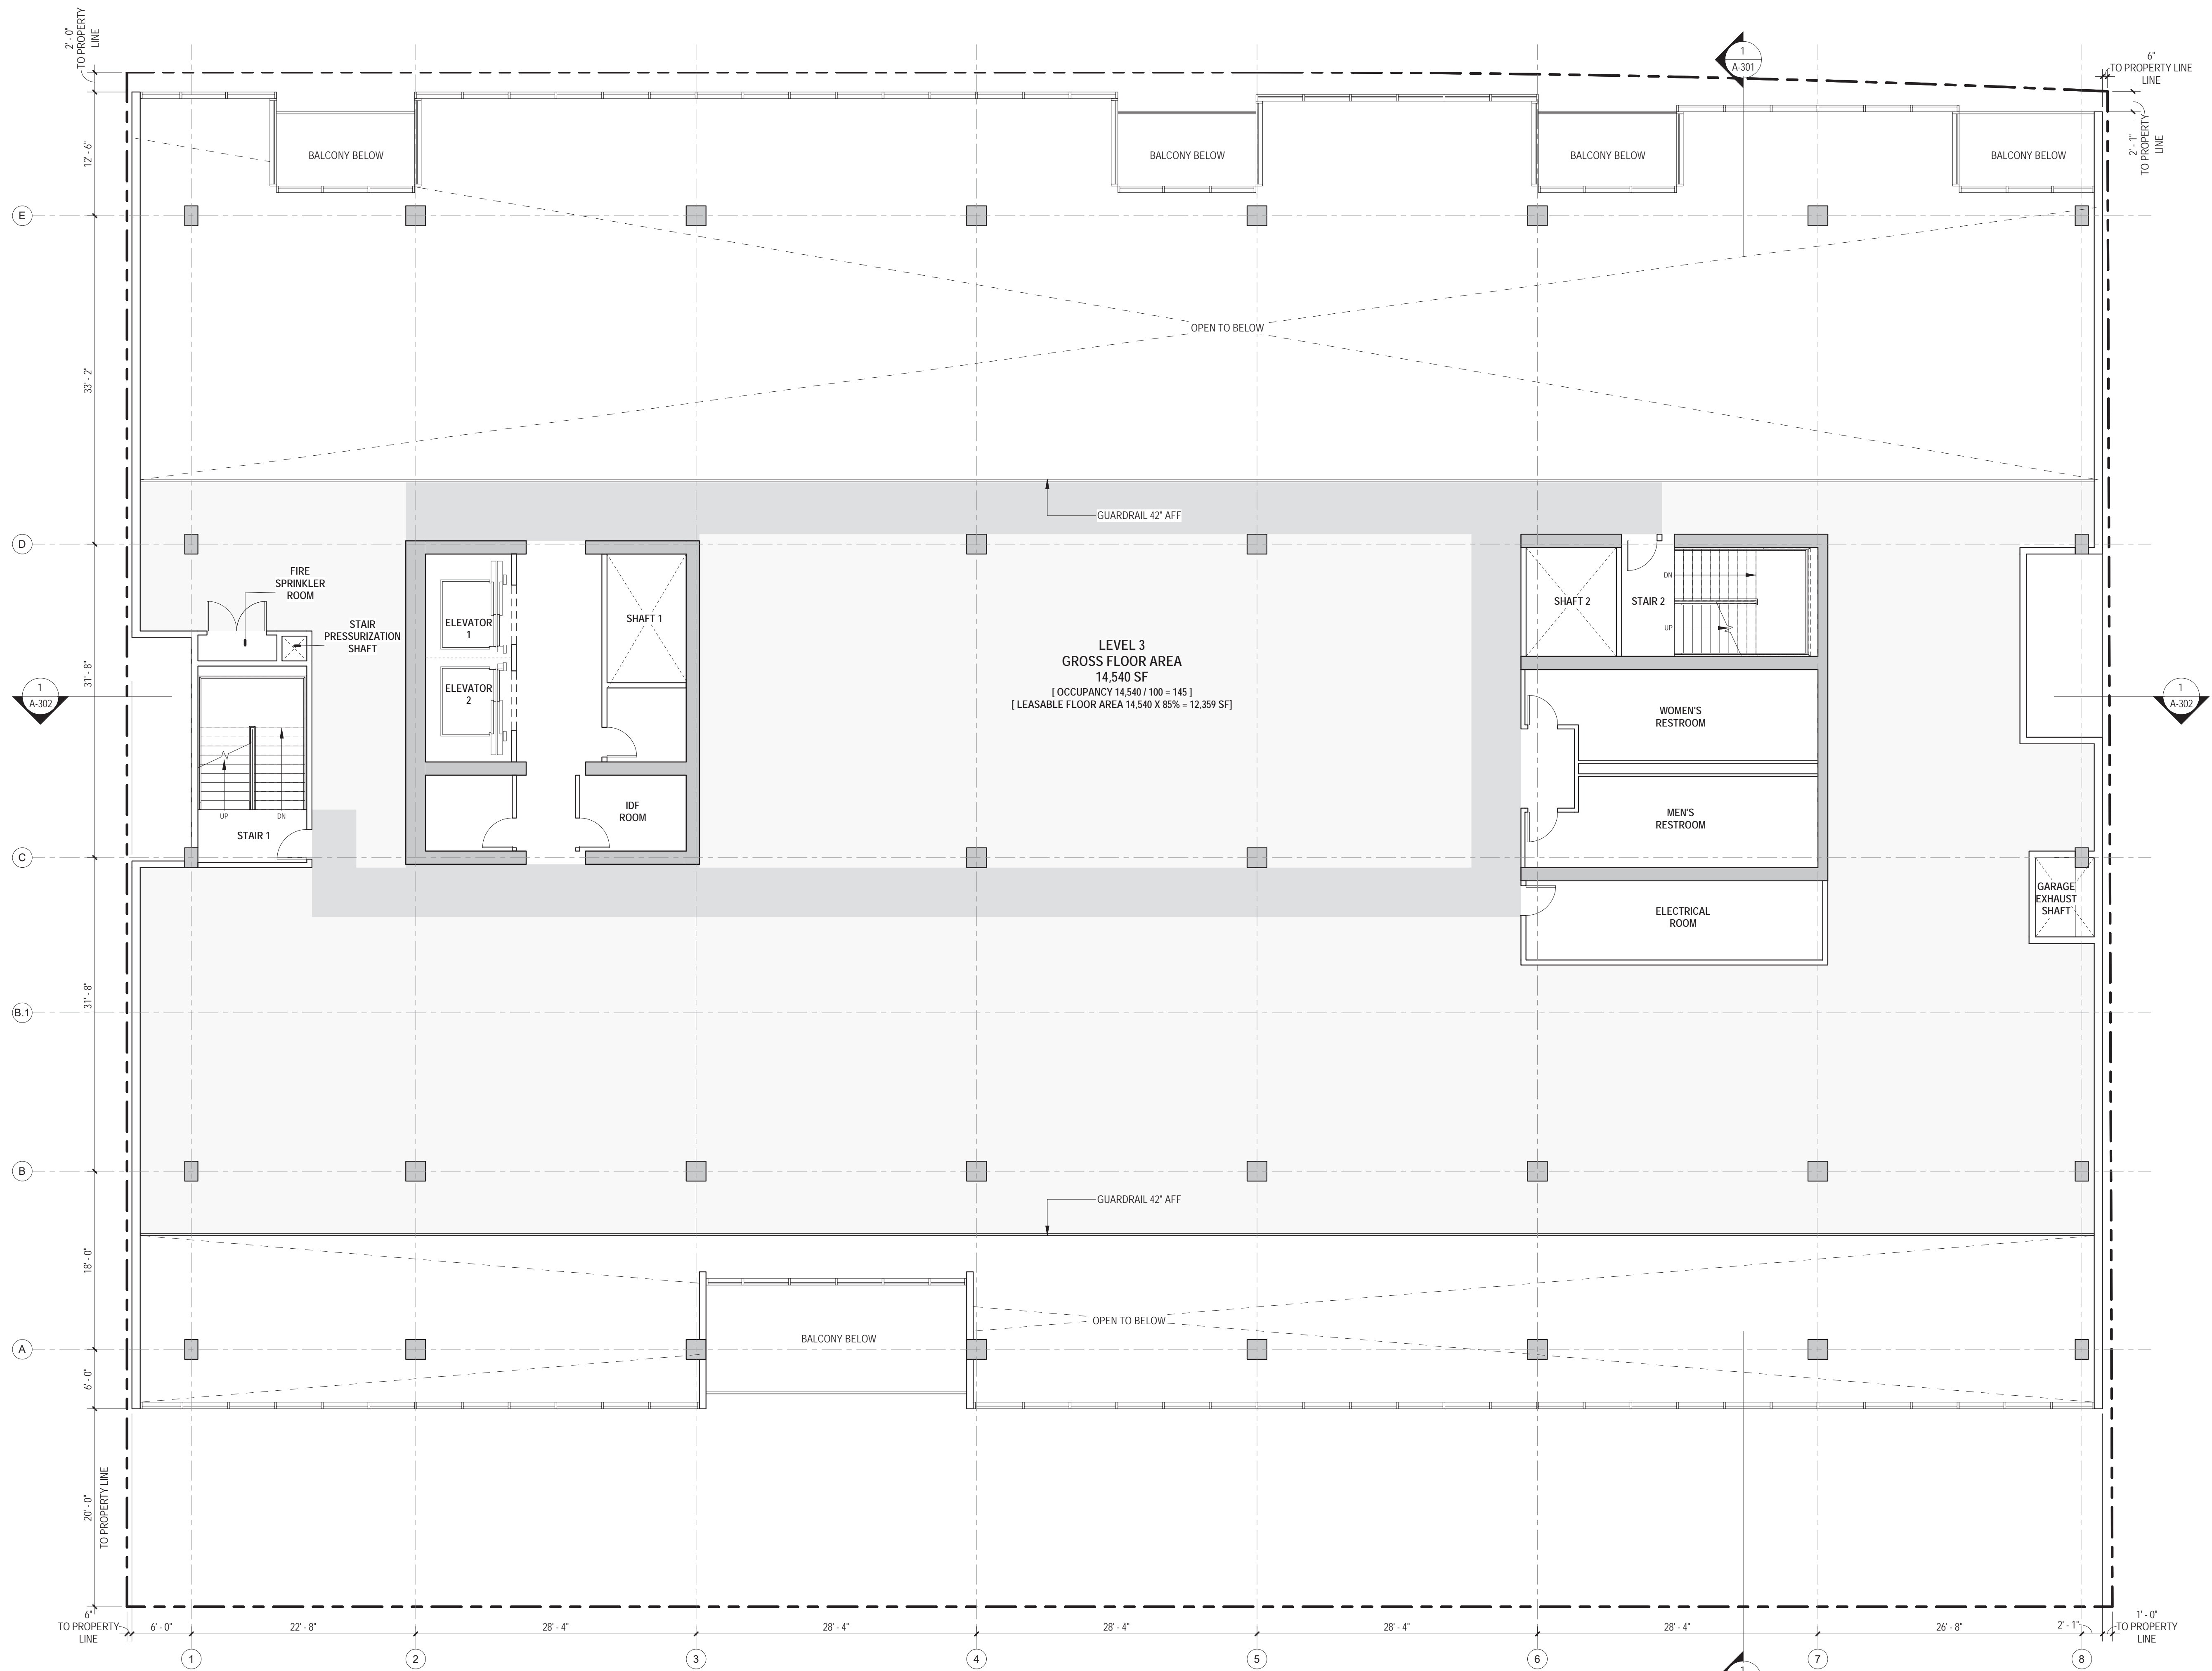 2' - 0"
TO PROPERTY
LINE
1
A-301
6"
TO PROPERTY LINE
LINE
2' - 1"
TO PROPERTY
LINE
12' - 6"
BALCONY BELOW
BALCONY BELOW
BALCONY BELOW
BALCONY BELOW
E
33' - 2"
OPEN TO BELOW
GUARDRAIL 42" AFF
D
FIRE
SPRINKLER
ROOM
STAIR
PRESSURIZATION
SHAFT
ELEVATOR
1
SHAFT 1
ELEVATOR
2
LEVEL 3
GROSS FLOOR AREA
14,540 SF
[ OCCUPANCY 14,540 / 100 = 145 ]
[ LEASABLE FLOOR AREA 14,540 X 85% = 12,359 SF]
DN
SHAFT 2
STAIR 2
UP
31' - 8"
1
A-302
1
A-302
WOMEN'S
RESTROOM
IDF
ROOM
MEN'S
RESTROOM
UP
DN
STAIR 1
C
GARAGE
EXHAUST
SHAFT
ELECTRICAL
ROOM
31' - 8"
B.1
B
GUARDRAIL 42" AFF
18' - 0"
OPEN TO BELOW
BALCONY BELOW
A
6' - 0"
20' - 0"
TO PROPERTY LINE
6"
TO PROPERTY
LINE
6' - 0"
22' - 8"
28' - 4"
28' - 4"
28' - 4"
28' - 4"
28' - 4"
26' - 8"
2' - 1"
1' - 0"
TO PROPERTY
LINE
1
2
3
4
5
6
7
8
1